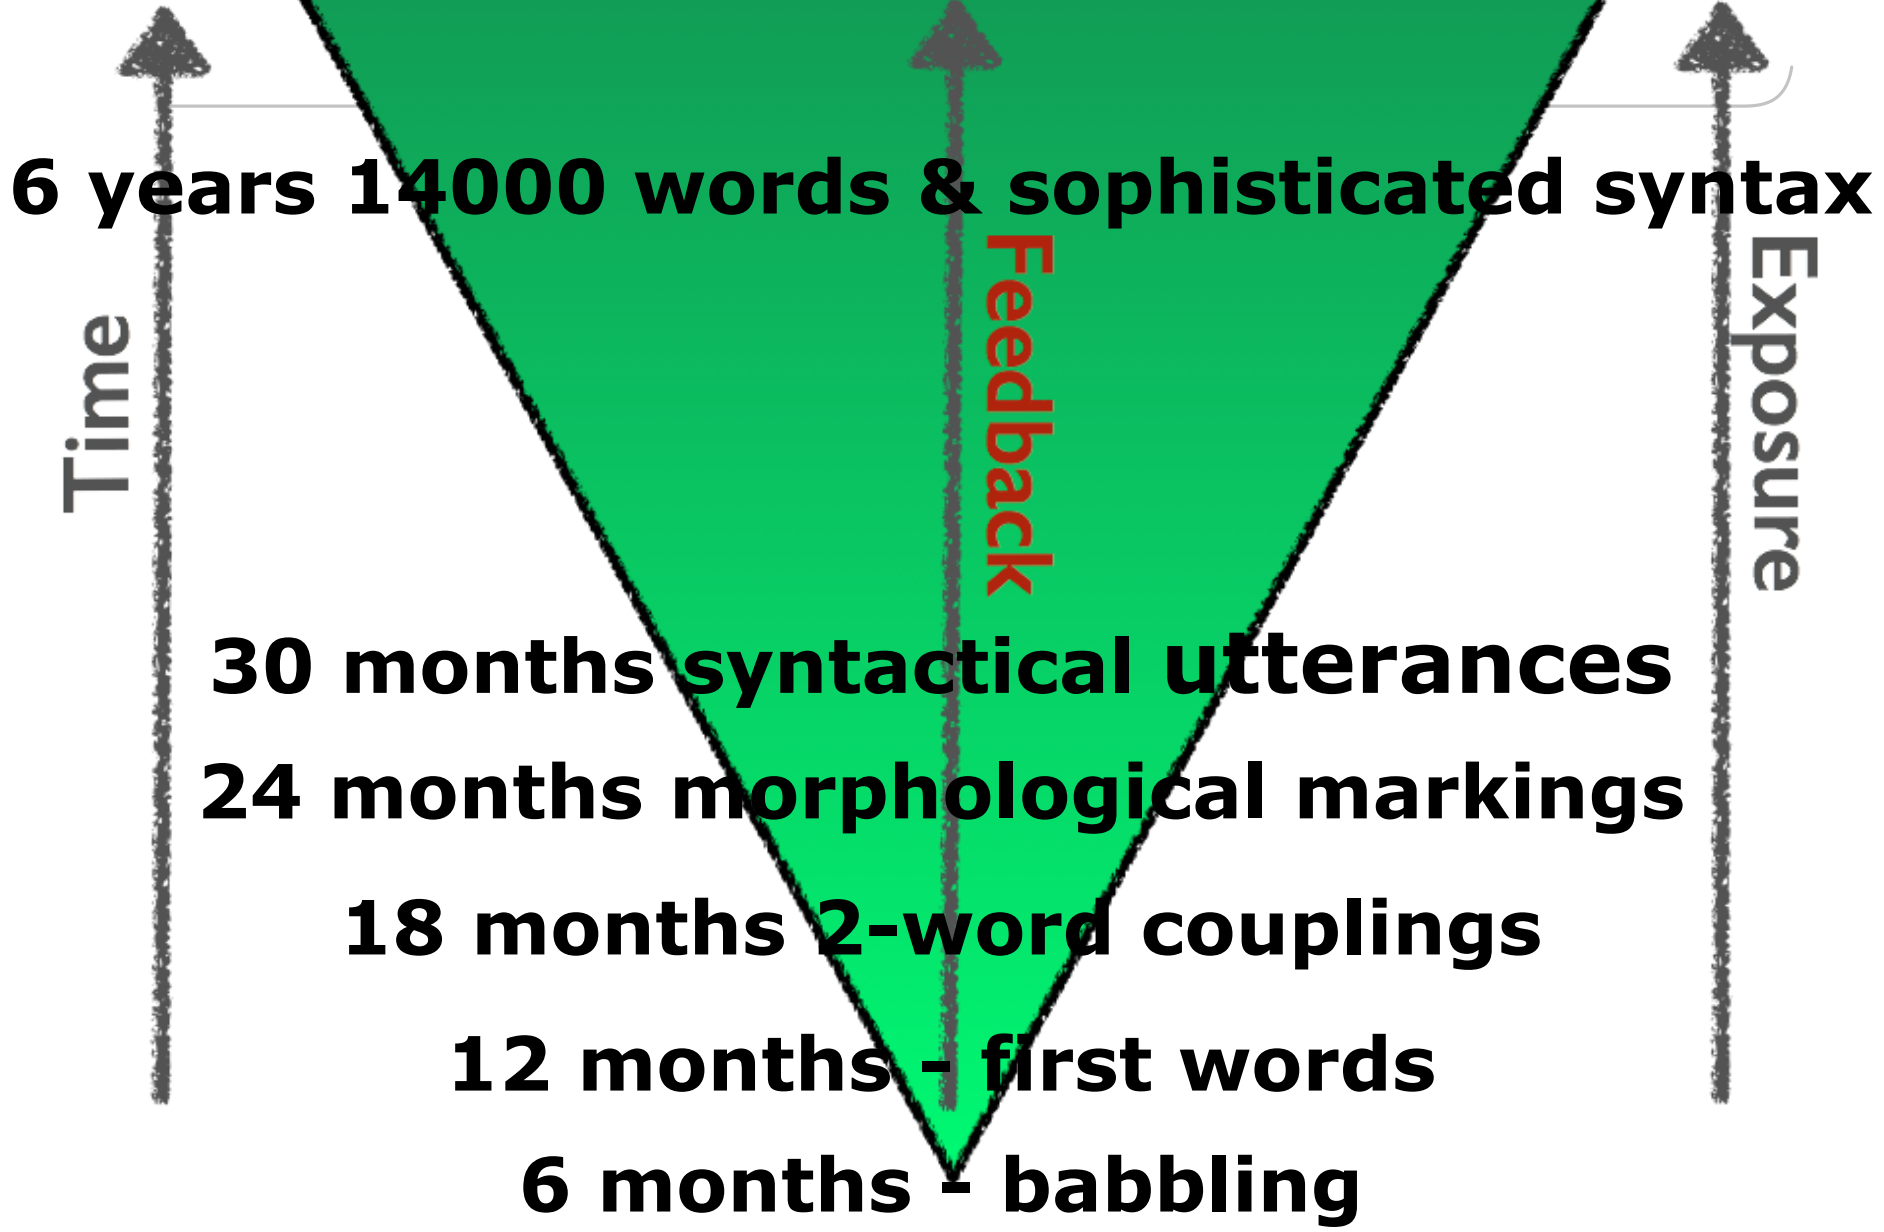 6 years 14000 words & sophisticated syntax
Time
Feedback
Exposure
30 months syntactical utterances
24 months morphological markings
18 months 2-word couplings
12 months - first words
6 months - babbling